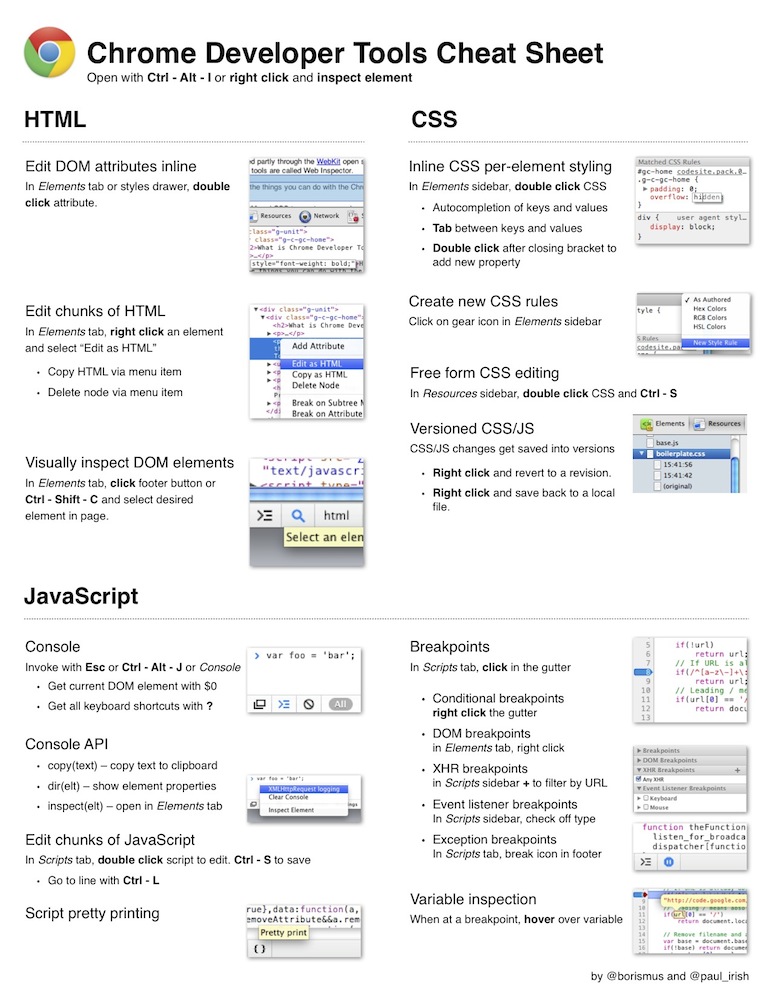 Chrome Developer Tools Cheat Sheet
Open with Ctrl - Alt - I or right click and inspect element
HTML
Edit DOM attributes inline
In Elements tab or styles drawer, double
click attribute.
d partly through the WebKit open s
tools are called Web Inspector.
the things you can do with the Chr
Resources
Network
class="g-unit">
class="g-c-gc-home">
2>What is Chrome Developer T
>…</p>
style="font-weight: bold;"
Edit chunks of HTML
In Elements tab, right click an element
and select “Edit as HTML”
• Copy HTML via menu item
• Delete node via menu item
▼<div class="g-unit">
▼<div class="g-c-gc-home">
<h2>What is Chrome Deve
▶<p>…
Add Attribute
Edit as HTML
Copy as HTML
Delete Node
Break on Subtree M
Break on Attribute
Visually inspect DOM elements
In Elements tab, click footer button or
Ctrl - Shift - C and select desired
element in page.
"text/javascri
<script type="
html
Select an elen
CSS
Inline CSS per-element styling
In Elements sidebar, double click CSS
• Autocompletion of keys and values
• Tab between keys and values
• Double click after closing bracket to
add new property
Matched CSS Rules
#gc-home codesite.pack.0…
.g-c-gc-home {
▶ padding: 0;
overflow: hidden;
}
div { user agent styl…
display: block;
}
Create new CSS rules
Click on gear icon in Elements sidebar
tyle {
S Rules
codesite.pac
✓ As Authored
Hex Colors
RGB Colors
HSL Colors
New Style Rule
Free form CSS editing
In Resources sidebar, double click CSS and Ctrl - S
Versioned CSS/JS
CSS/JS changes get saved into versions
• Right click and revert to a revision.
• Right click and save back to a local
file.
Elements
Resources
base.js
▼ boilerplate.css
15:41:56
15:41:42
(original)
JavaScript
Console
Invoke with Esc or Ctrl - Alt - J or Console
• Get current DOM element with $0
• Get all keyboard shortcuts with ?
> var foo = 'bar';
All
Console API
• copy(text) – copy text to clipboard
• dir(elt) – show element properties
• inspect(elt) – open in Elements tab
> var foo = 'bar';
XMLHttpRequest logging
Clear Console
Inspect Element
ngs
Edit chunks of JavaScript
In Scripts tab, double click script to edit. Ctrl - S to save
• Go to line with Ctrl - L
Script pretty printing
rue},data:function(a,
emoveAttribute&&a.rem
Pretty print
{ }
Breakpoints
In Scripts tab, click in the gutter
• Conditional breakpoints
right click the gutter
• DOM breakpoints
in Elements tab, right click
• XHR breakpoints
in Scripts sidebar + to filter by URL
• Event listener breakpoints
In Scripts sidebar, check off type
• Exception breakpoints
In Scripts tab, break icon in footer
5 if(!url)
6 return url;
7 // If URL is al
8 if(/^[a-z\-]+\:
9 return url;
10 // Leading / me
11 if(url[0] == '/
12 return docu
13
▶ Breakpoints
▶ DOM Breakpoints
▼ XHR Breakpoints +
Any XHR
▼ Event Listener Breakpoints
▶ Keyboard
▶ Mouse
function theFunction
listen_for_broadca
dispatcher[functio
Variable inspection
When at a breakpoint, hover over variable
"http://code.google.com
11 if(url[0] == '/')
12 return document.loca
13
14 // Remove filename and a
15 var base = document.base
16 if(!base) return documen
by @borismus and @paul_irish